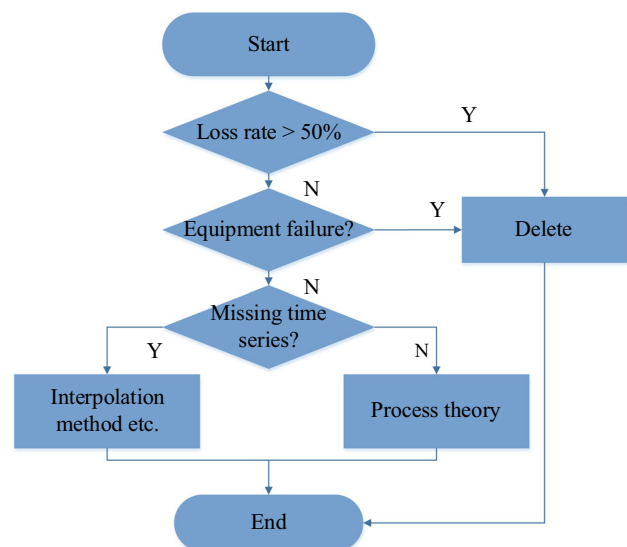 Start
Loss rate > 50%
Y
N
Equipment failure?
Y
Delete
N
Missing time
series?
Y
N
Interpolation
method etc.
Process theory
End